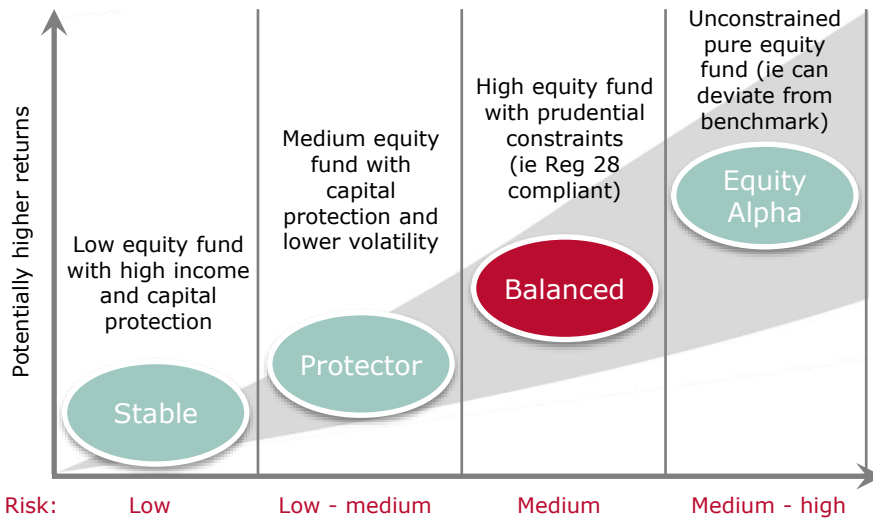 Potentially higher returns
Low equity fund
with high income
and capital
protection
Stable
Medium equity
fund with
capital
protection and
lower volatility
Protector
High equity fund
with prudential
constraints
(ie Reg 28
compliant)
Balanced
Unconstrained
pure equity
fund (ie can
deviate from
benchmark)
Equity
Alpha
Risk:
Low
Low - medium
Medium
Medium - high